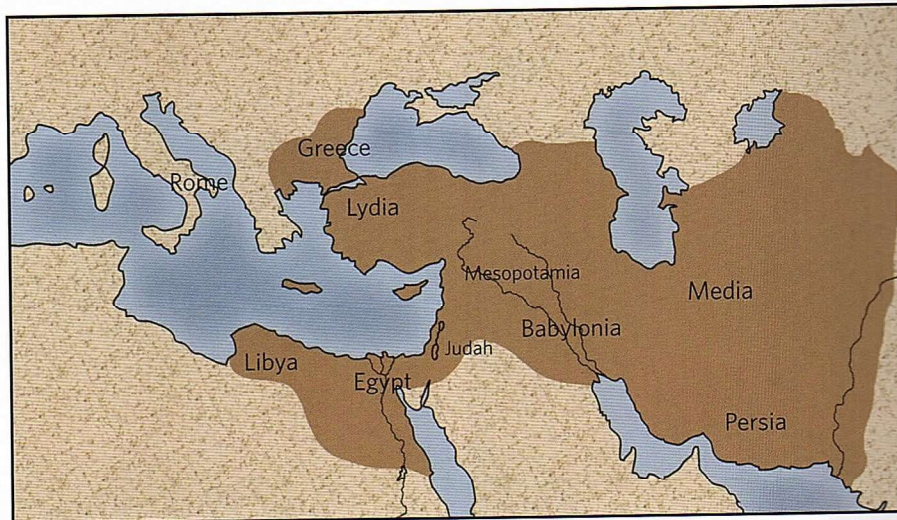 Greece
Rome
Lydia
Mesopotamia
Media
Babylonia
Judah
Libya
Egypt
Persia